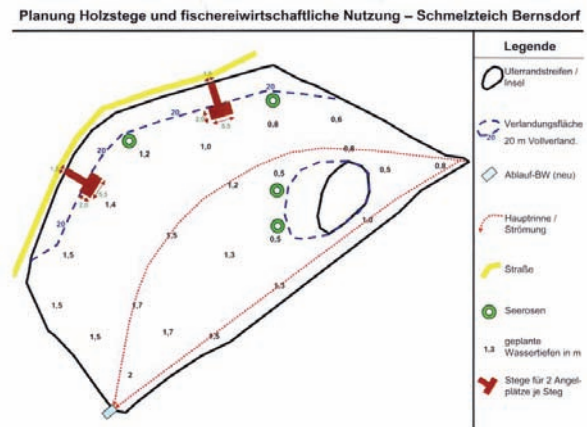 Planung Holzstege und fischereiwirtschaftliche Nutzung – Schmelzteich Bernsdorf
Legende
Uferrandstreifen /
Insel
Verlandungsfläche
20 m Vollverland.
20
Ablauf-BW (neu)
Hauptrinne /
Strömung
Straße
Seerosen
1,3 geplante
Wassertiefen in m
Stege für 2 Angel-
plätze je Steg
20
20
0,8
0,6
20
1,2
1,0
20
0,8
0,8
0,5
0,5
1,2
1,4
20
1,0
0,5
1,5
1,5
1,3
1,3
1,5
1,7
1,5
1,7
1,5
2